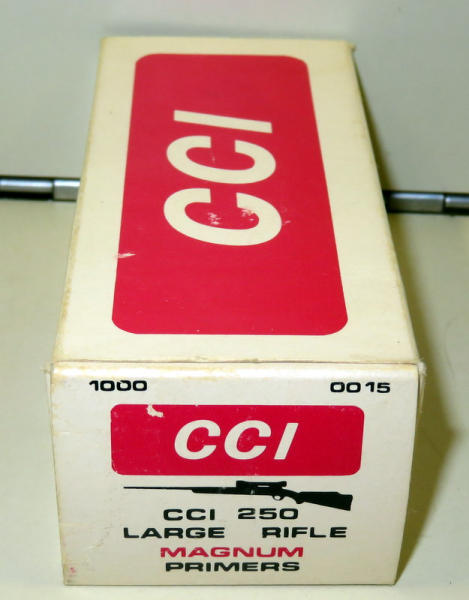 CCI
1000 0015
CCI
CCI 250
LARGE RIFLE
MAGNUM
PRIMERS